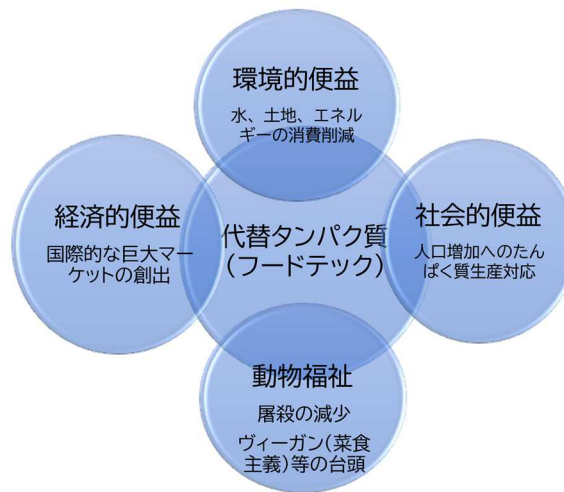 環境的便益
水、土地、エネル
ギーの消費削減
経済的便益
国際的な巨大マー
ケットの創出
代替タンパク質
(フードテック)
社会的便益
人口増加へのたん
ぱく質生産対応
動物福祉
屠殺の減少
ヴィーガン(菜食
主義)等の台頭